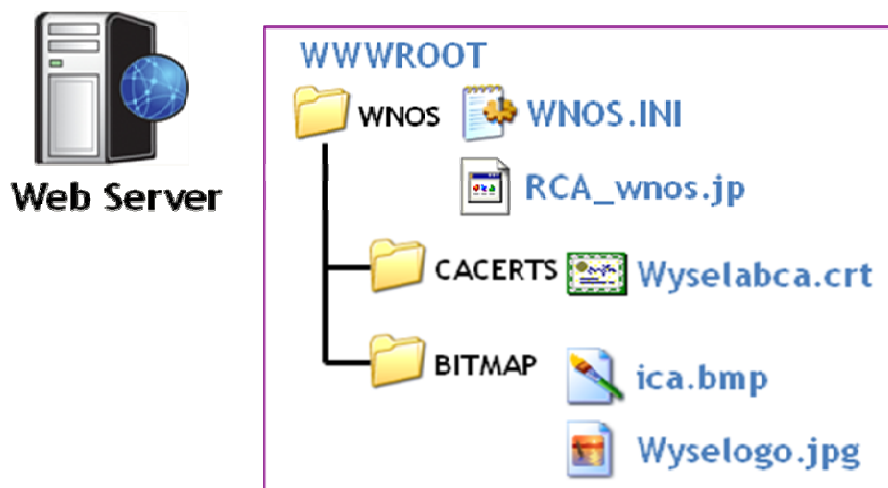 WWWROOT
WNOS WNOS.INI
RCA_wnos.jp
Web Server
CACERTS Wyselabca.crt
BITMAP ica.bmp
Wyselogo.jpg